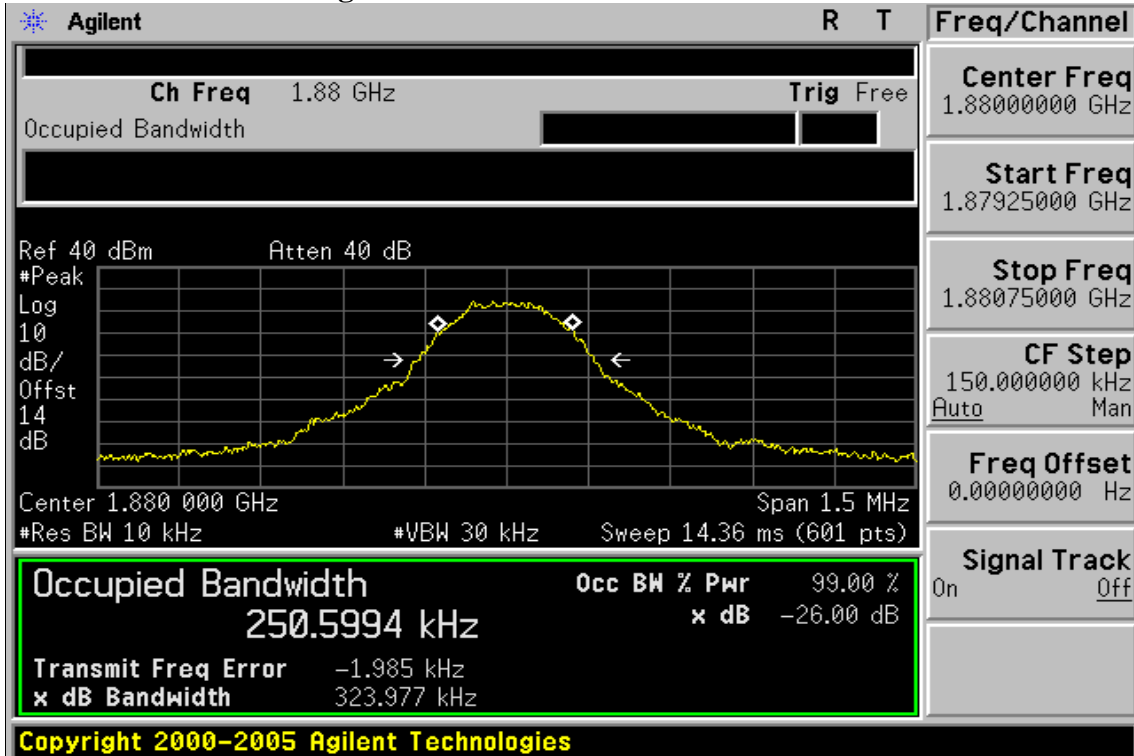 Agilent R T
Freq/Channel
Ch Freq 1.88 GHz Trig Free
Occupied Bandwidth
Center Freq
1.88000000 GHz
Start Freq
1.87925000 GHz
Stop Freq
1.88075000 GHz
CF Step
150.000000 kHz
Auto Man
Freq Offset
0.00000000 Hz
Signal Track
On Off
Ref 40 dBm Atten 40 dB
#Peak
Log
10
dB/
Offst
14
dB
Center 1.880 000 GHz Span 1.5 MHz
#Res BW 10 kHz #VBW 30 kHz Sweep 14.36 ms (601 pts)
Occupied Bandwidth
250.5994 kHz
Occ BW % Pwr 99.00 %
x dB -26.00 dB
Transmit Freq Error -1.985 kHz
x dB Bandwidth 323.977 kHz
Copyright 2000-2005 Agilent Technologies